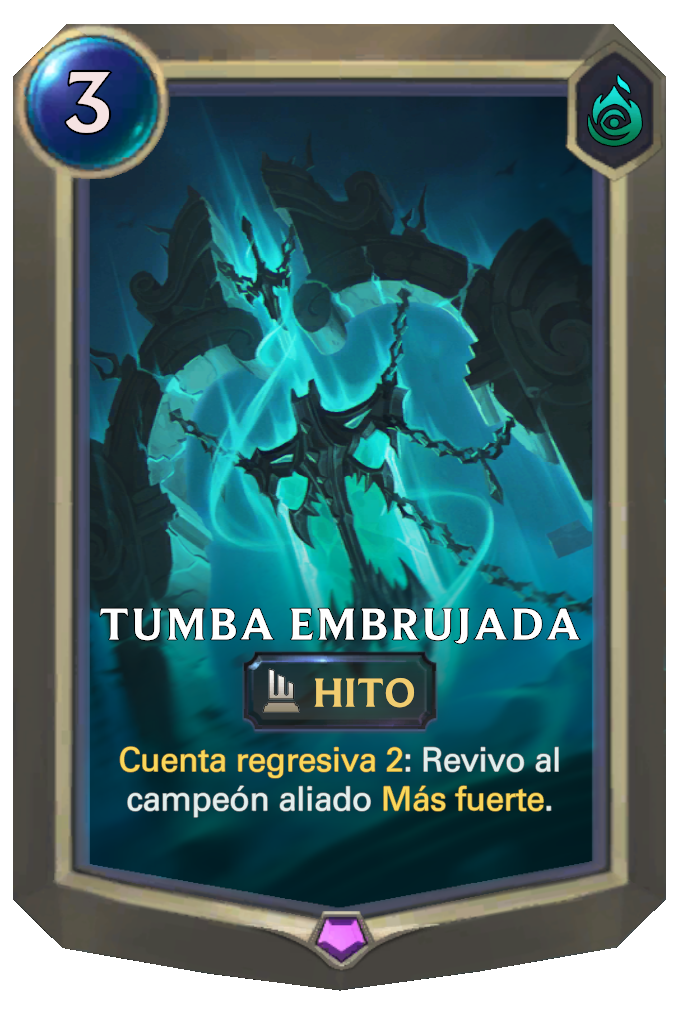 3
TUMBA EMBRUJADA
HITO
Cuenta regresiva 2: Revivo al
campeón aliado Más fuerte.